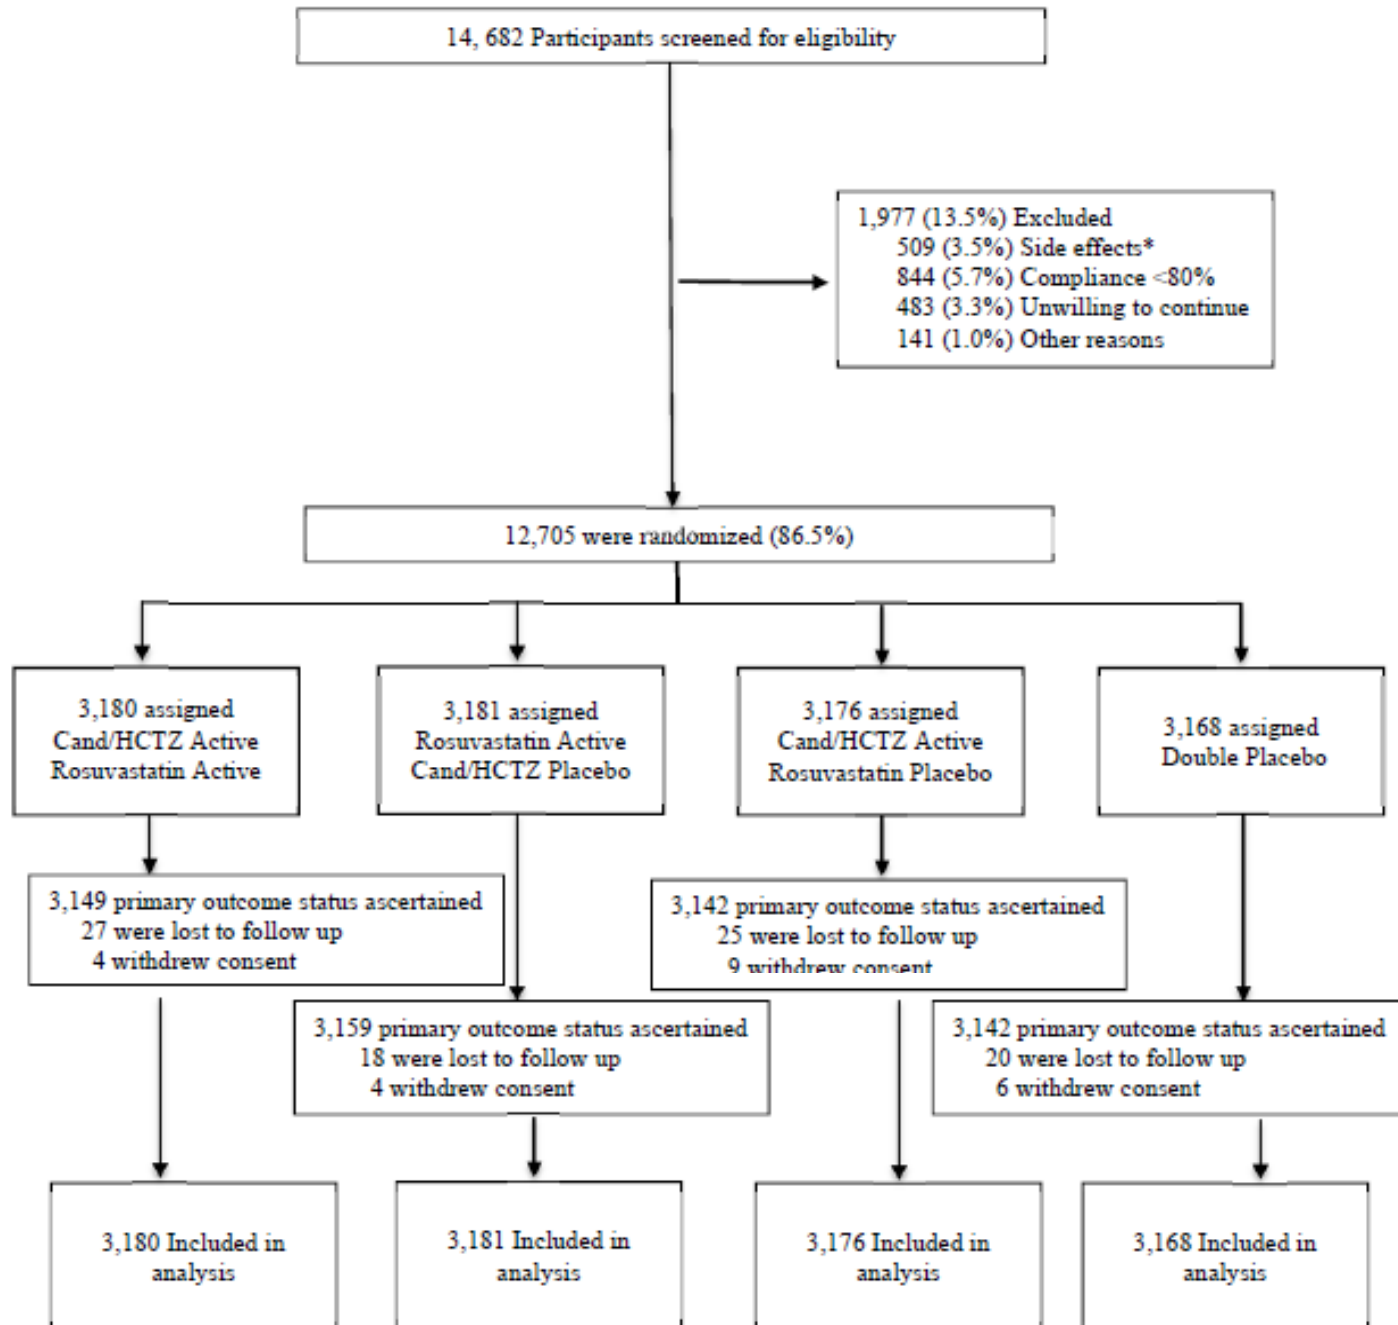 14, 682 Participants screened for eligibility
1,977 (13.5%) Excluded
509 (3.5%) Side effects*
844 (5.7%) Compliance <80%
483 (3.3%) Unwilling to continue
141 (1.0%) Other reasons
12,705 were randomized (86.5%)
3,180 assigned
Cand/HCTZ Active
Rosuvastatin Active
3,181 assigned
Rosuvastatin Active
Cand/HCTZ Placebo
3,176 assigned
Cand/HCTZ Active
Rosuvastatin Placebo
3,168 assigned
Double Placebo
3,149 primary outcome status ascertained
27 were lost to follow up
4 withdrew consent
3,159 primary outcome status ascertained
18 were lost to follow up
4 withdrew consent
3,142 primary outcome status ascertained
25 were lost to follow up
9 withdrew consent
3,142 primary outcome status ascertained
20 were lost to follow up
6 withdrew consent
3,180 Included in
analysis
3,181 Included in
analysis
3,176 Included in
analysis
3,168 Included in
analysis